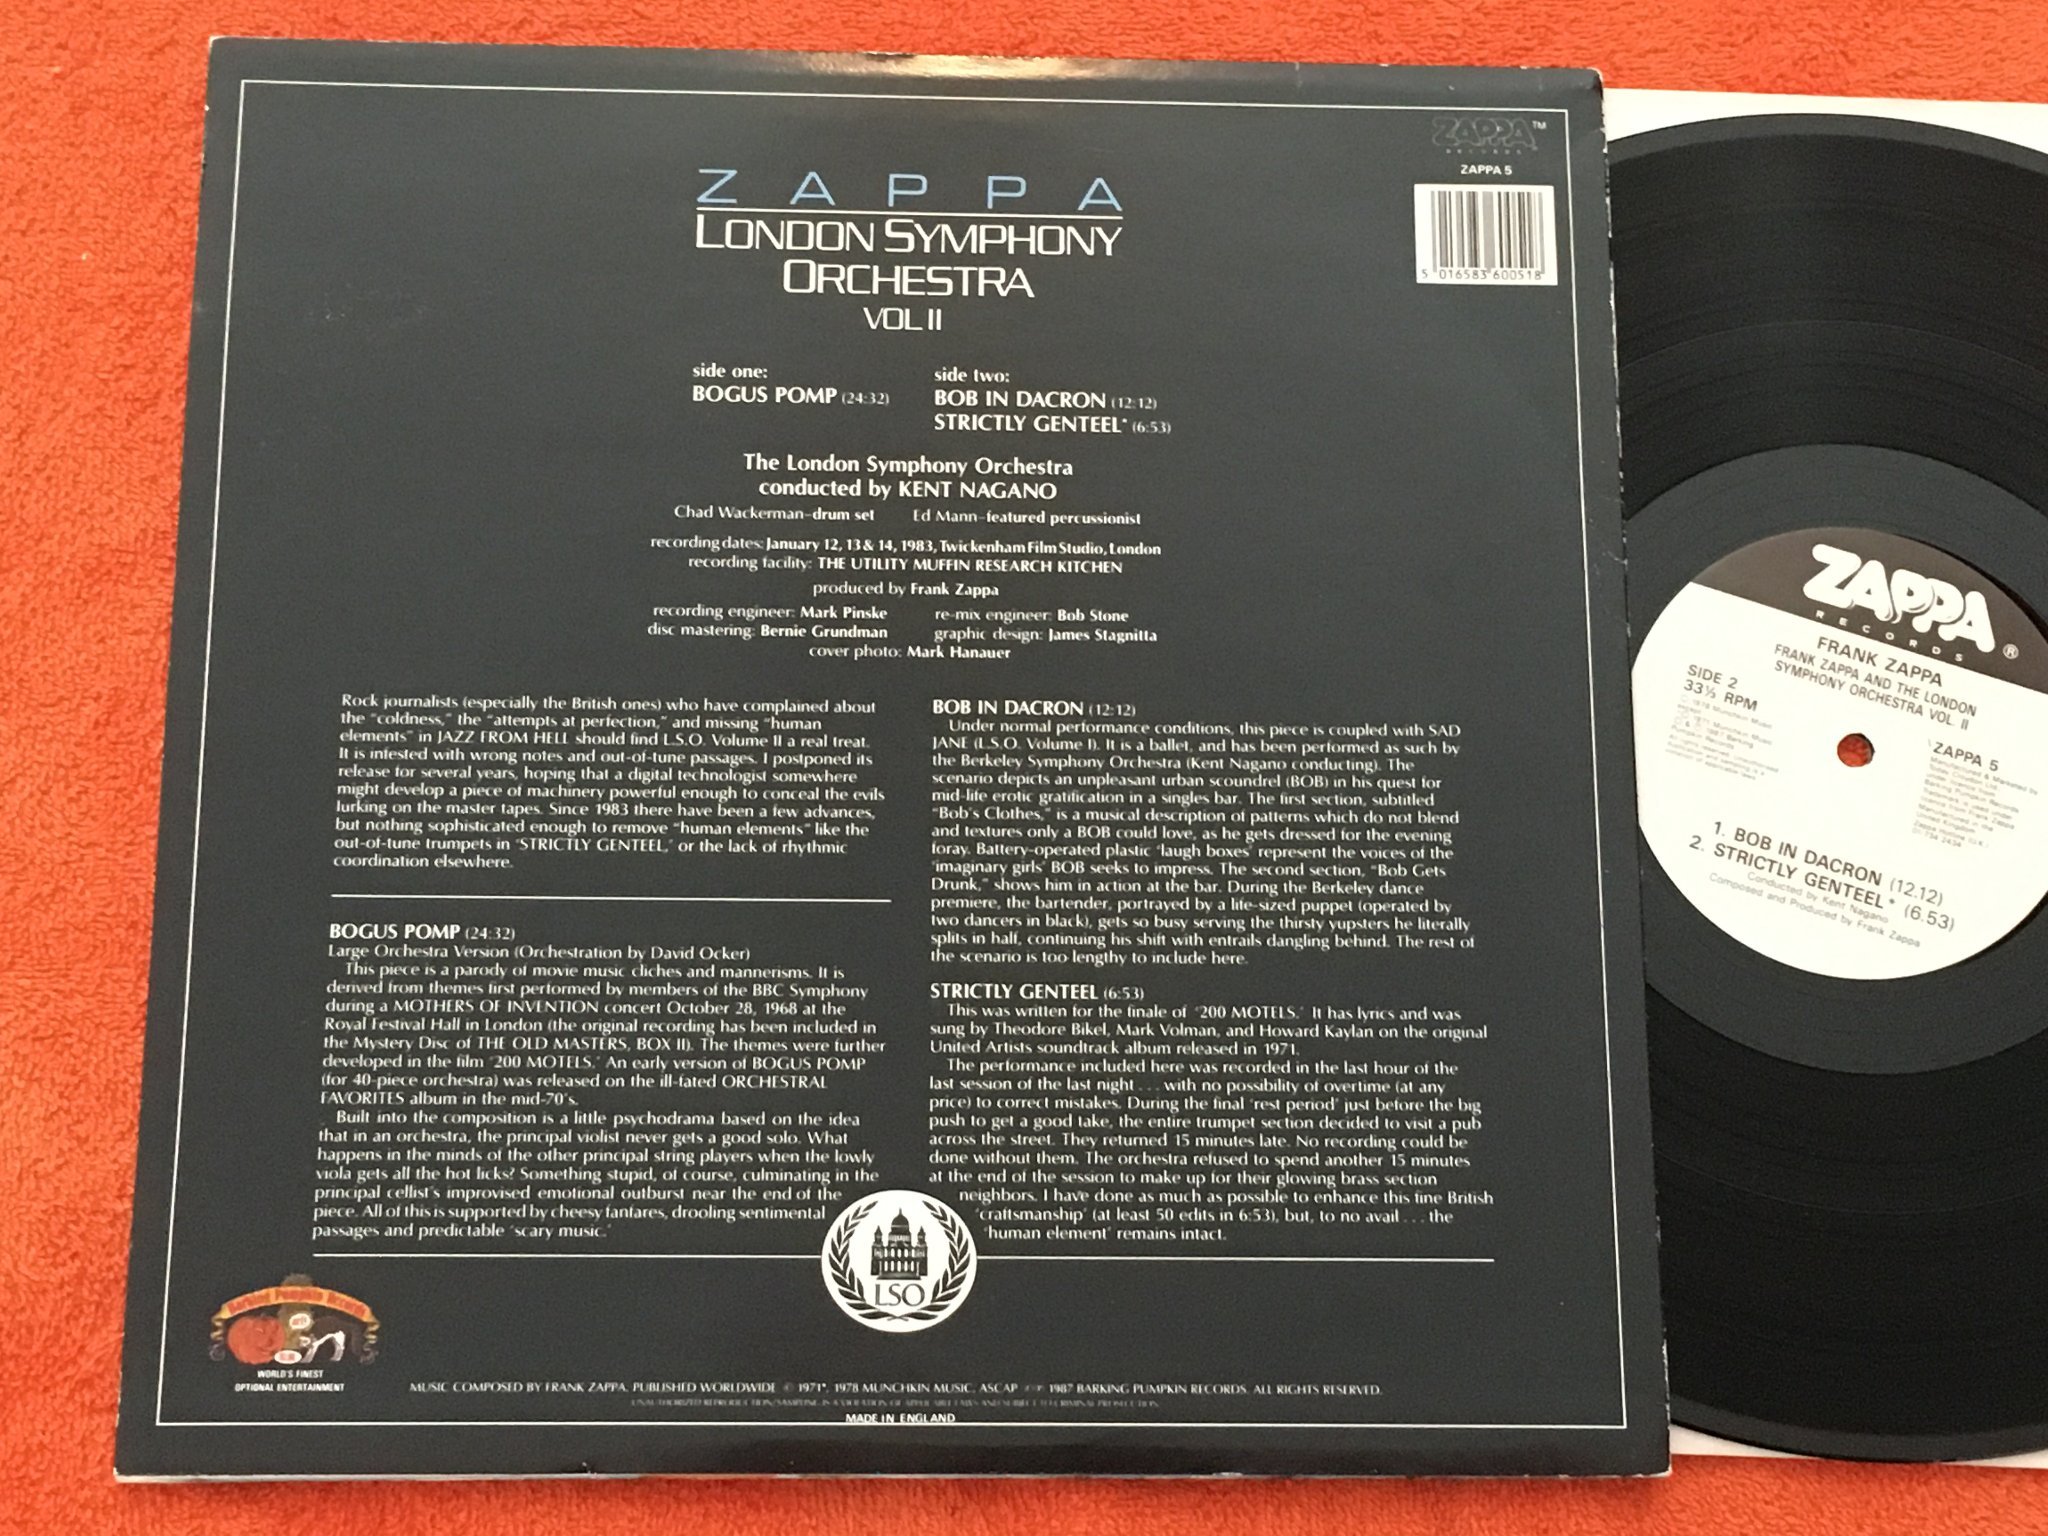 ZAPPA™
RECORDS
ZAPPA 5
5 016583 600518
ZAPPA
LONDON SYMPHONY
ORCHESTRA
VOL II
side one:
BOGUS POMP (24:32)
side two:
BOB IN DACRON (12:12)
STRICTLY GENTEEL* (6:53)
The London Symphony Orchestra
conducted by KENT NAGANO
Chad Wackerman–drum set Ed Mann–featured percussionist
recording dates: January 12, 13 & 14, 1983, Twickenham Film Studio, London
recording facility: THE UTILITY MUFFIN RESEARCH KITCHEN
produced by Frank Zappa
recording engineer: Mark Pinske re-mix engineer: Bob Stone
disc mastering: Bernie Grundman graphic design: James Stagnitta
cover photo: Mark Hanauer
Rock journalists (especially the British ones) who have complained about
the "coldness," the "attempts at perfection," and missing "human
elements" in JAZZ FROM HELL should find L.S.O. Volume II a real treat.
It is infested with wrong notes and out-of-tune passages. I postponed its
release for several years, hoping that a digital technologist somewhere
might develop a piece of machinery powerful enough to conceal the evils
lurking on the master tapes. Since 1983 there have been a few advances,
but nothing sophisticated enough to remove "human elements" like the
out-of-tune trumpets in 'STRICTLY GENTEEL,' or the lack of rhythmic
coordination elsewhere.
BOGUS POMP (24:32)
Large Orchestra Version (Orchestration by David Ocker)
This piece is a parody of movie music cliches and mannerisms. It is
derived from themes first performed by members of the BBC Symphony
during a MOTHERS OF INVENTION concert October 28, 1968 at the
Royal Festival Hall in London (the original recording has been included in
the Mystery Disc of THE OLD MASTERS, BOX II). The themes were further
developed in the film '200 MOTELS.' An early version of BOGUS POMP
(for 40-piece orchestra) was released on the ill-fated ORCHESTRAL
FAVORITES album in the mid-70's.
Built into the composition is a little psychodrama based on the idea
that in an orchestra, the principal violist never gets a good solo. What
happens in the minds of the other principal string players when the lowly
viola gets all the hot licks? Something stupid, of course, culminating in the
principal cellist's improvised emotional outburst near the end of the
piece. All of this is supported by cheesy fanfares, drooling sentimental
passages and predictable 'scary music.'
BOB IN DACRON (12:12)
Under normal performance conditions, this piece is coupled with SAD
JANE (L.S.O. Volume I). It is a ballet, and has been performed as such by
the Berkeley Symphony Orchestra (Kent Nagano conducting). The
scenario depicts an unpleasant urban scoundrel (BOB) in his quest for
mid-life erotic gratification in a singles bar. The first section, subtitled
"Bob's Clothes," is a musical description of patterns which do not blend
and textures only a BOB could love, as he gets dressed for the evening
foray. Battery-operated plastic 'laugh boxes' represent the voices of the
'imaginary girls' BOB seeks to impress. The second section, "Bob Gets
Drunk," shows him in action at the bar. During the Berkeley dance
premiere, the bartender, portrayed by a life-sized puppet (operated by
two dancers in black), gets so busy serving the thirsty yupsters he literally
splits in half, continuing his shift with entrails dangling behind. The rest of
the scenario is too lengthy to include here.
STRICTLY GENTEEL (6:53)
This was written for the finale of '200 MOTELS.' It has lyrics and was
sung by Theodore Bikel, Mark Volman, and Howard Kaylan on the original
United Artists soundtrack album released in 1971.
The performance included here was recorded in the last hour of the
last session of the last night . . . with no possibility of overtime (at any
price) to correct mistakes. During the final 'rest period' just before the big
push to get a good take, the entire trumpet section decided to visit a pub
across the street. They returned 15 minutes late. No recording could be
done without them. The orchestra refused to spend another 15 minutes
at the end of the session to make up for their glowing brass section
neighbors. I have done as much as possible to enhance this fine British
'craftsmanship' (at least 50 edits in 6:53), but, to no avail . . . the
'human element' remains intact.
LSO
Barking Pumpkin Records
WORLD'S FINEST
OPTIONAL ENTERTAINMENT
MUSIC COMPOSED BY FRANK ZAPPA, PUBLISHED WORLDWIDE © 1971*, 1978 MUNCHKIN MUSIC, ASCAP 1987 BARKING PUMPKIN RECORDS. ALL RIGHTS RESERVED.
MADE IN ENGLAND
ZAPPA
RECORDS ®
FRANK ZAPPA
FRANK ZAPPA AND THE LONDON
SYMPHONY ORCHESTRA VOL II
SIDE 2
33⅓ RPM
ZAPPA 5
1. BOB IN DACRON (12.12)
2. STRICTLY GENTEEL* (6.53)
Conducted by Kent Nagano
Composed and Produced by Frank Zappa